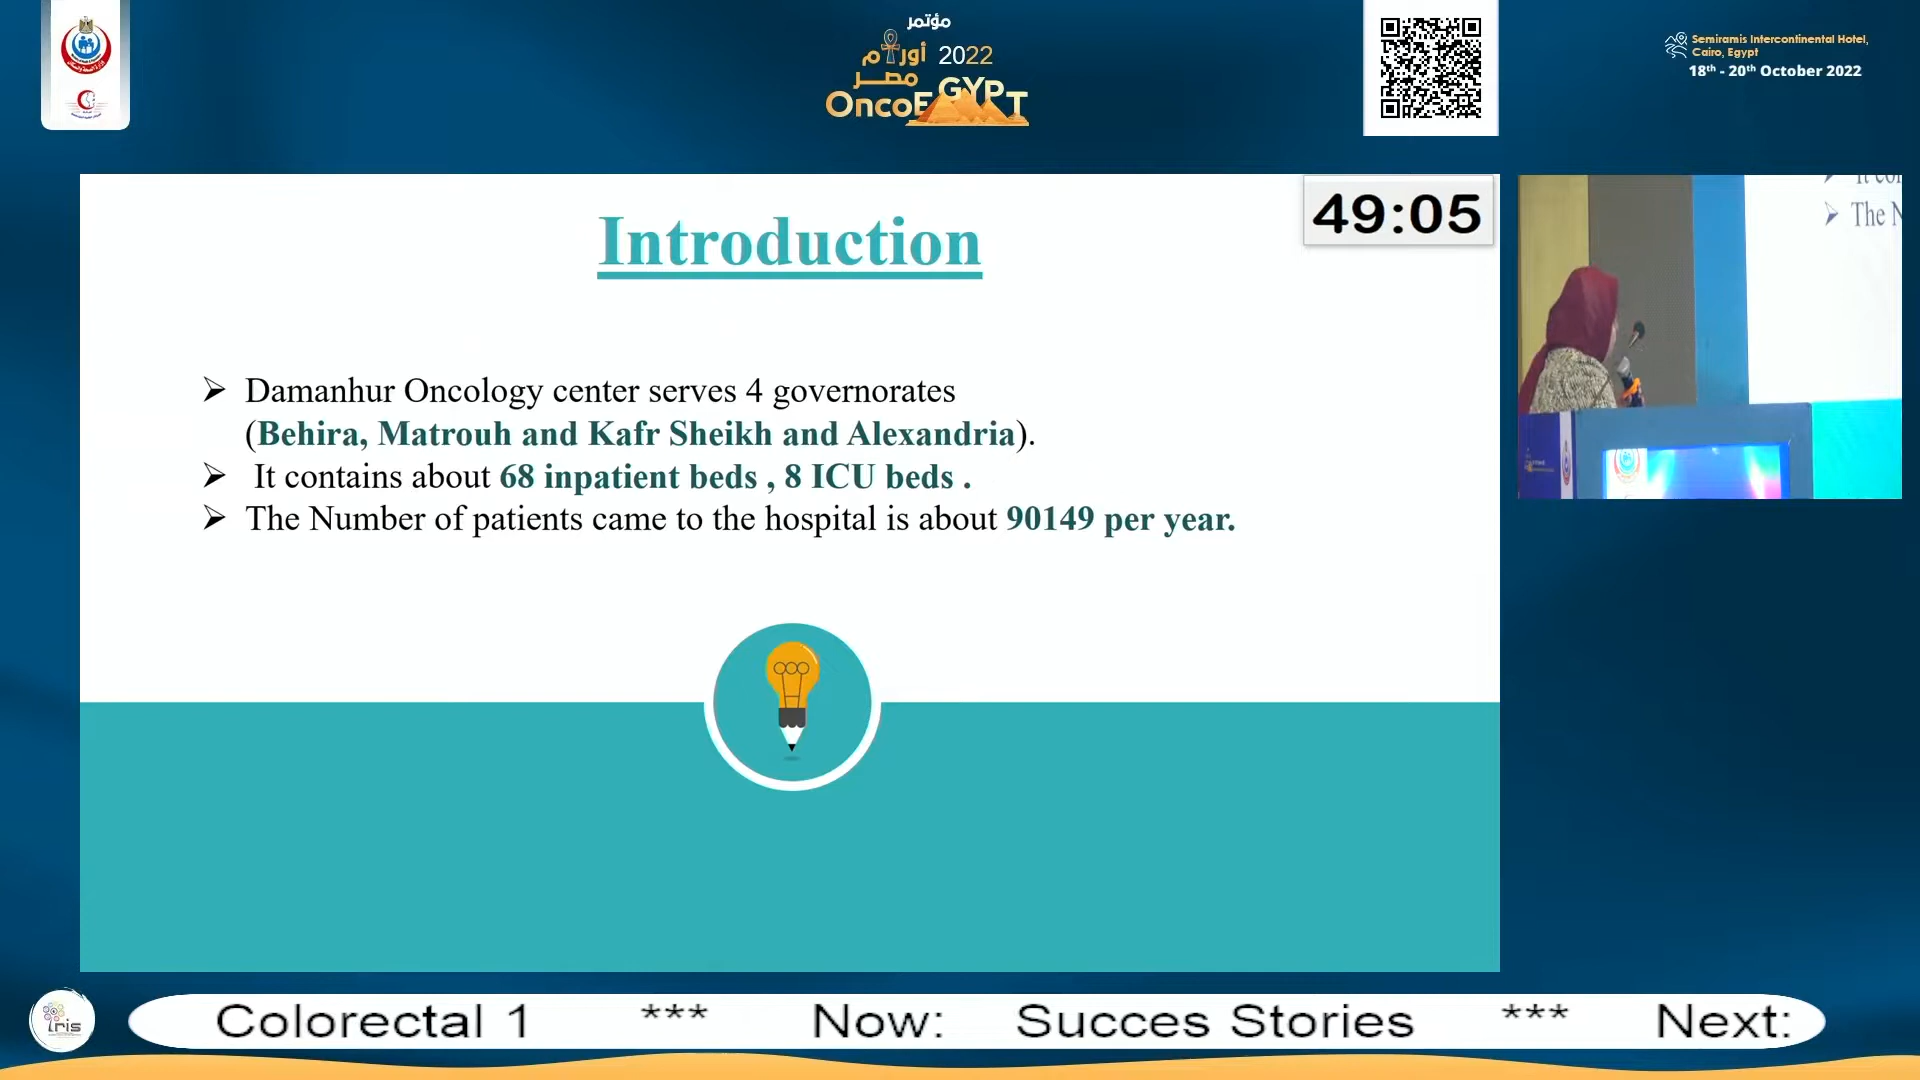 مؤتمر
أورام 2022
مصر
OncoEGYPT
Semiramis Intercontinental Hotel,
Cairo, Egypt
18th - 20th October 2022
49:05
Introduction
➢ Damanhur Oncology center serves 4 governorates
(Behira, Matrouh and Kafr Sheikh and Alexandria).
➢ It contains about 68 inpatient beds , 8 ICU beds .
➢ The Number of patients came to the hospital is about 90149 per year.
It con
➢ The N
iris
Colorectal 1 *** Now: Succes Stories *** Next: